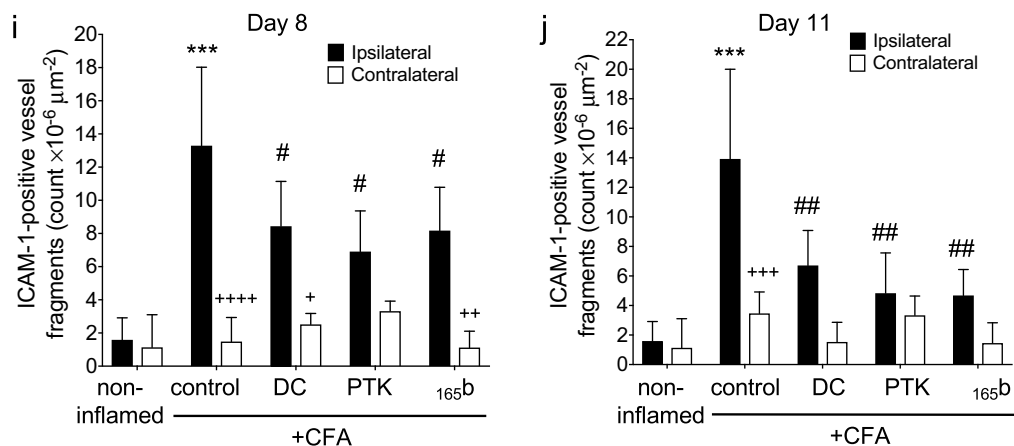 i
Day 8
ICAM-1-positive vessel
fragments (count ×10-6 μm-2)
20
18
16
14
12
10
8
6
4
2
0
Ipsilateral
Contralateral
***
++++
#
+
#
#
++
non-
inflamed
control
DC
PTK
165b
+CFA
j
Day 11
ICAM-1-positive vessel
fragments (count ×10-6 μm-2)
22
20
18
16
14
12
10
8
6
4
2
0
Ipsilateral
Contralateral
***
+++
##
##
##
non-
inflamed
control
DC
PTK
165b
+CFA